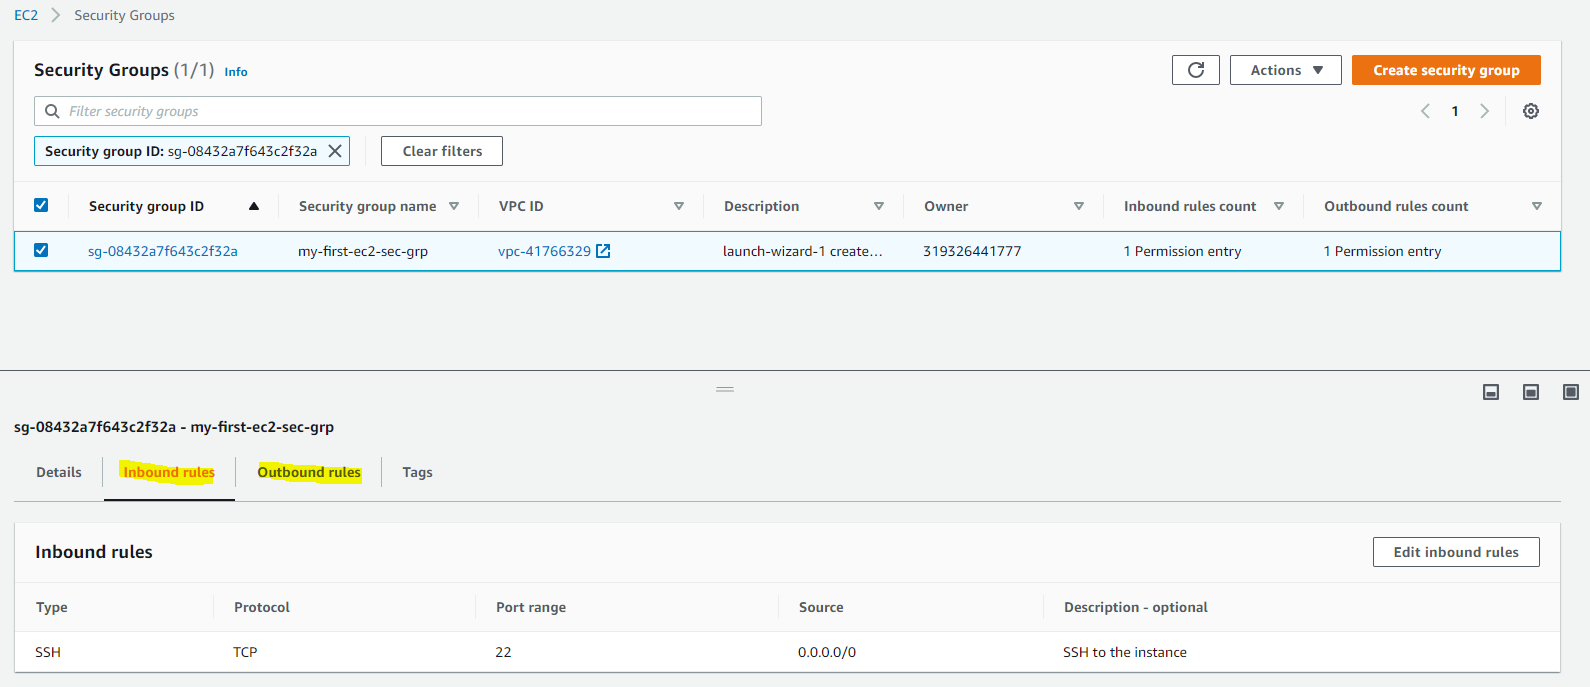 EC2 Security Groups
Security Groups (1/1) Info
Actions
Create security group
Filter security groups
1
Security group ID: sg-08432a7f643c2f32a
Clear filters
Security group ID Security group name VPC ID Description Owner Inbound rules count Outbound rules count
sg-08432a7f643c2f32a my-first-ec2-sec-grp vpc-41766329 launch-wizard-1 create... 319326441777 1 Permission entry 1 Permission entry
sg-08432a7f643c2f32a - my-first-ec2-sec-grp
Details Inbound rules Outbound rules Tags
Inbound rules
Edit inbound rules
Type Protocol Port range Source Description - optional
SSH TCP 22 0.0.0.0/0 SSH to the instance